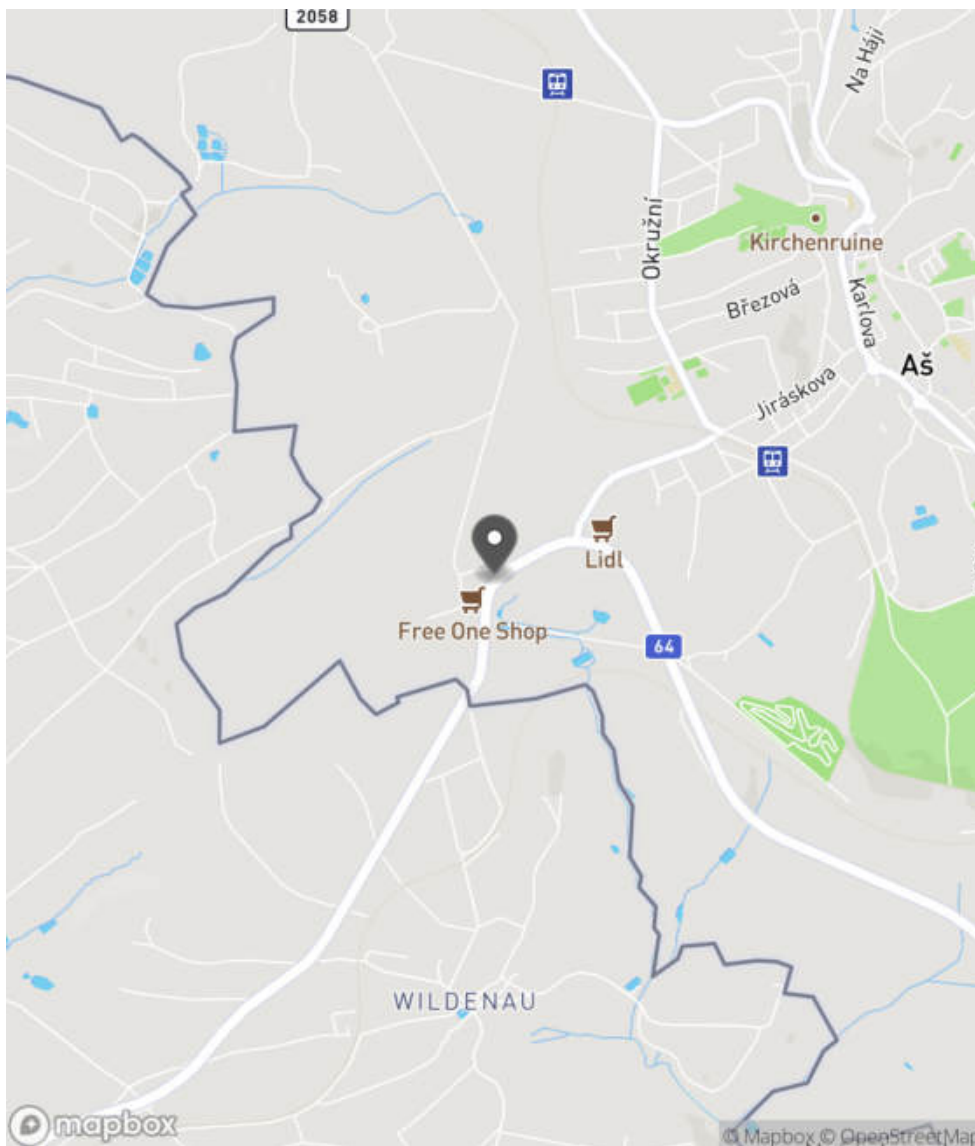 2058
Na Háji
Kirchenruine
Okružní
Březová
Karlova
Aš
Jiráskova
Lidl
Free One Shop
64
WILDENAU
mapbox
© Mapbox © OpenStreetMap